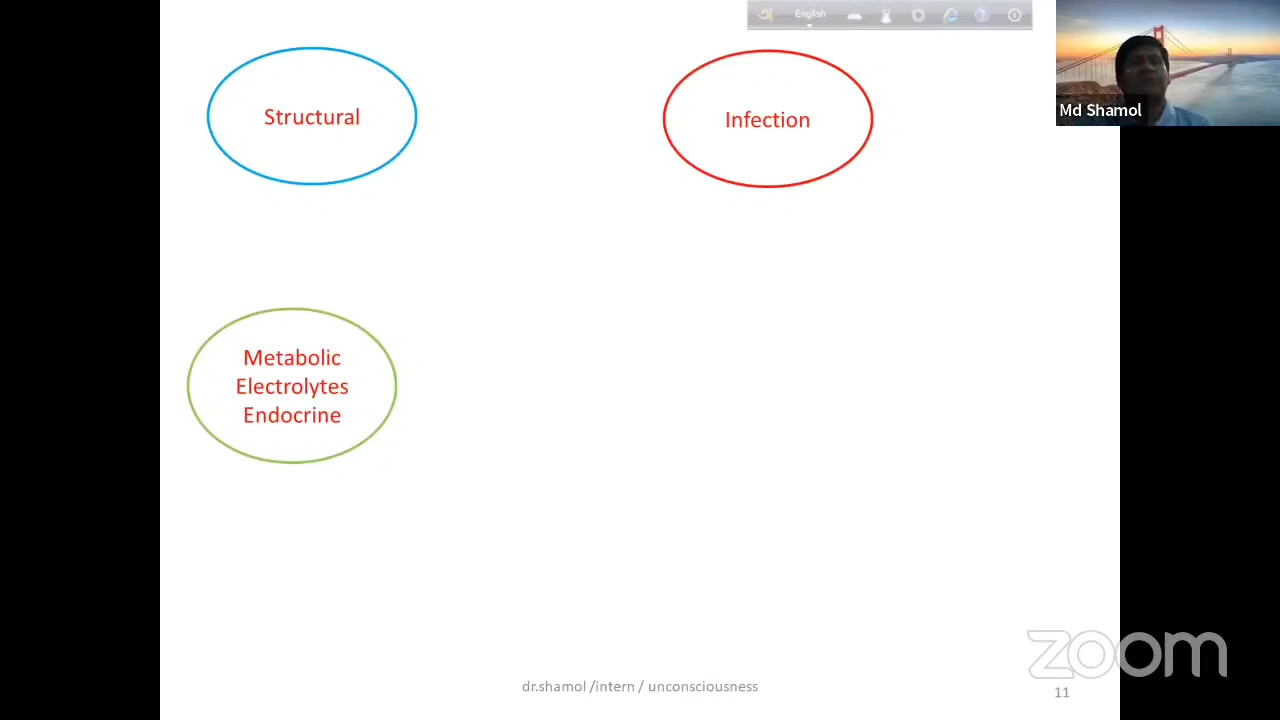 English
Md Shamol
Structural
Infection
Metabolic
Electrolytes
Endocrine
zoom
dr.shamol /intern / unconsciousness
11